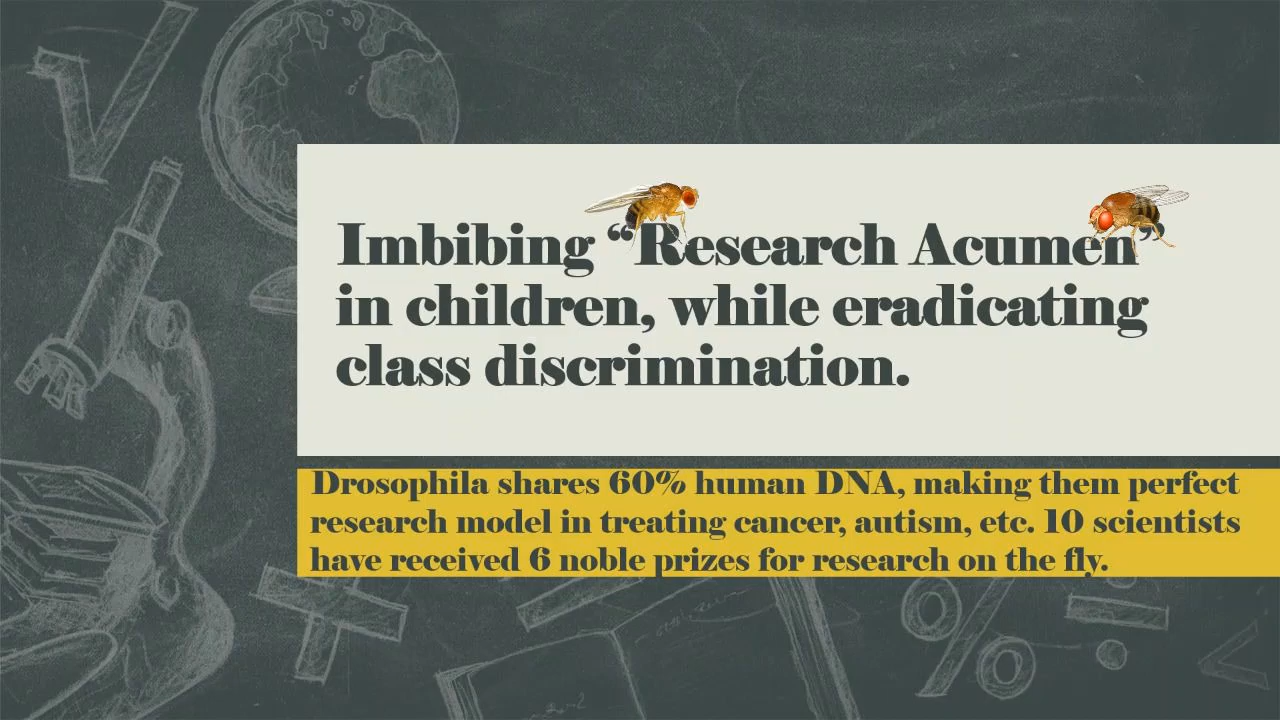 Imbibing “Research Acumen”
in children, while eradicating
class discrimination.
Drosophila shares 60% human DNA, making them perfect
research model in treating cancer, autism, etc. 10 scientists
have received 6 noble prizes for research on the fly.